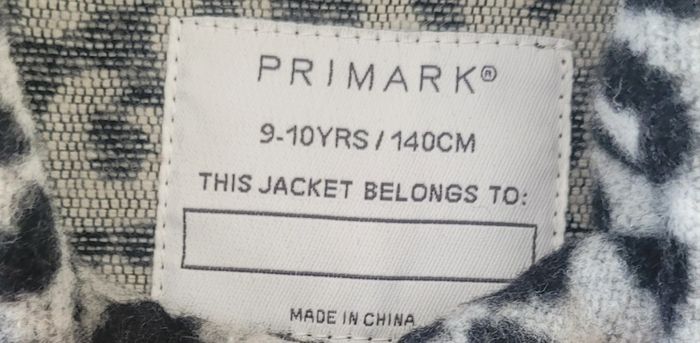 PRIMARK®
9-10YRS / 140CM
THIS JACKET BELONGS TO:
MADE IN CHINA